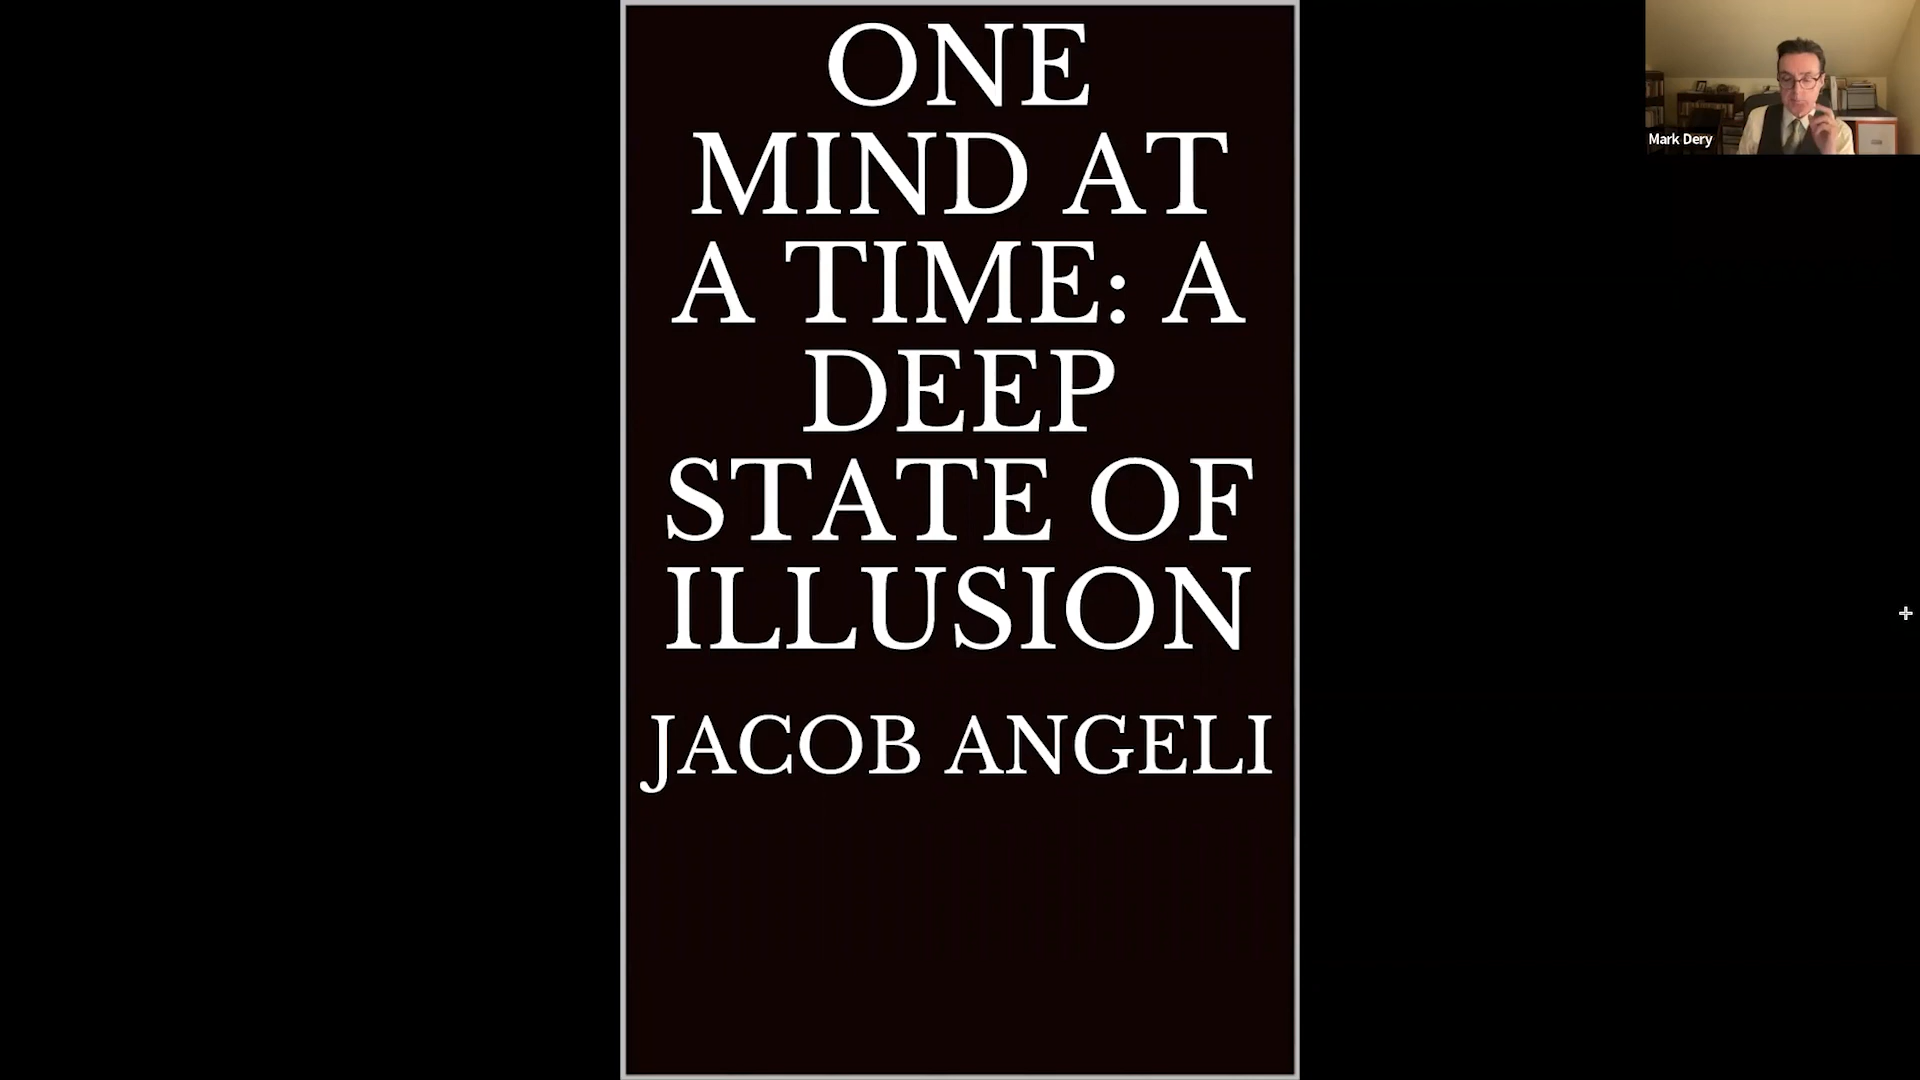 ONE
MIND AT
A TIME: A
DEEP
STATE OF
ILLUSION
JACOB ANGELI
Mark Dery